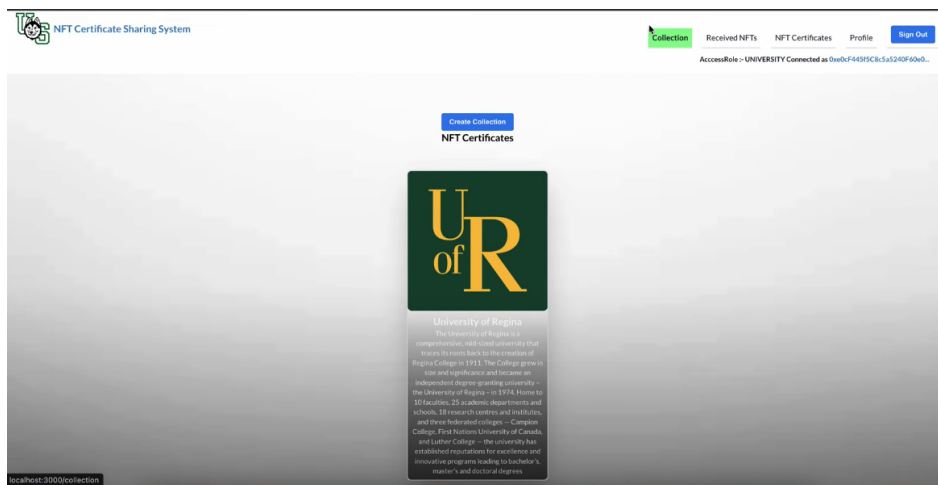 NFT Certificate Sharing System
Collection
Received NFTs
NFT Certificates
Profile
Sign Out
AcccessRole :- UNIVERSITY Connected as 0xe0cF445f5C8c5a5240F60e0...
Create Collection
NFT Certificates
U
of R
University of Regina
The University of Regina is a
comprehensive, mid-sized university that
traces its roots back to the creation of
Regina College in 1911. The College grew in
size and significance and became an
independent degree-granting university –
the University of Regina – in 1974. Home to
10 faculties, 25 academic departments and
schools, 18 research centres and institutes,
and three federated colleges — Campion
College, First Nations University of Canada,
and Luther College — the university has
established reputations for excellence and
innovative programs leading to bachelor's,
master's and doctoral degrees
localhost:3000/collection